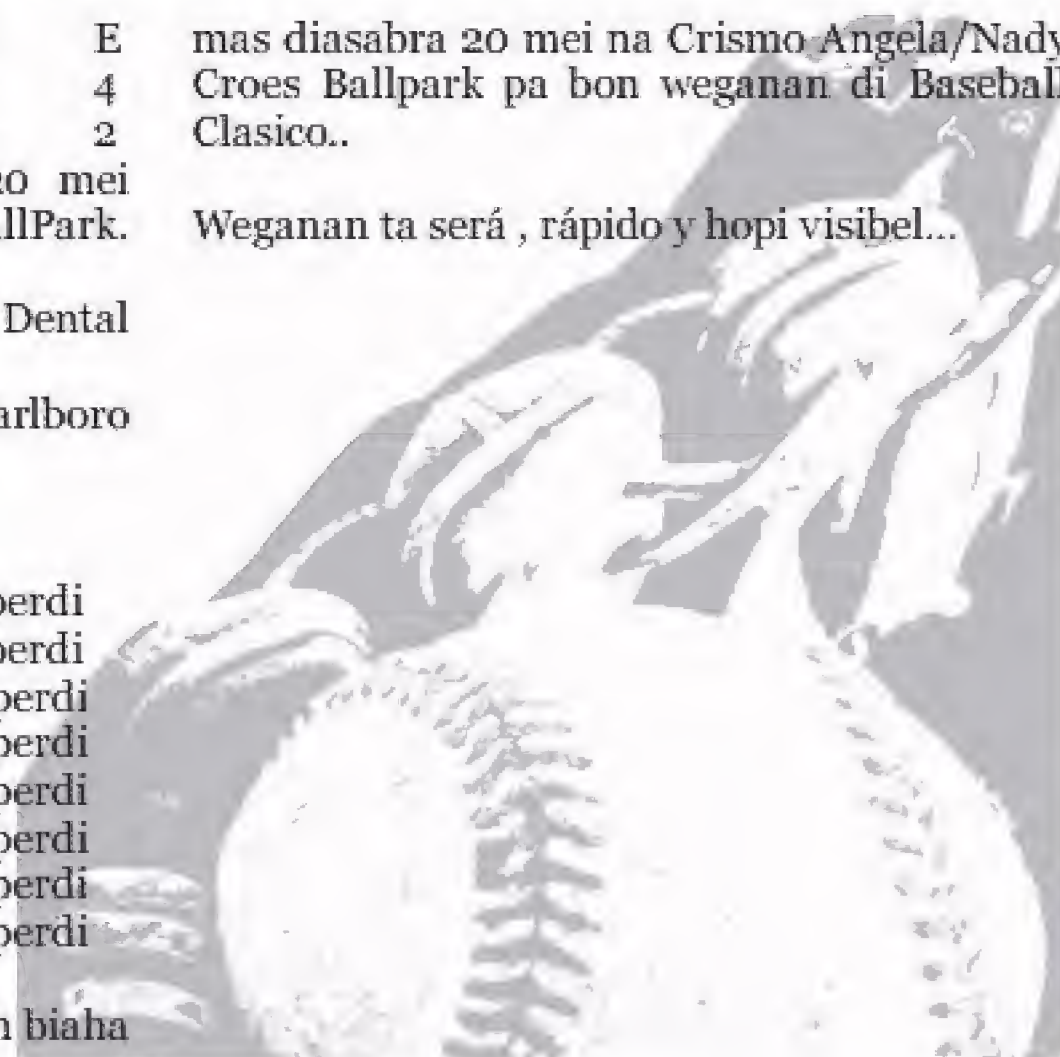 E
4
2
20 mei
llPark.
Dental
arlboro
perdi
perdi
perdi
perdi
perdi
perdi
perdi
perdi
biaha
mas diasabra 20 mei na Crismo Angela/Nady
Croes Ballpark pa bon weganan di Baseball
Clasico..
Weganan ta será , rápido y hopi visibel...